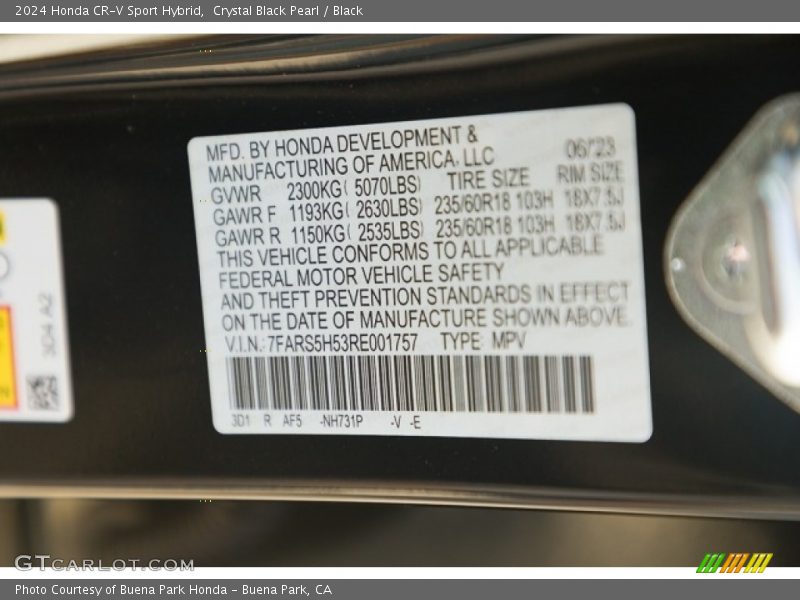 2024 Honda CR-V Sport Hybrid,  Crystal Black Pearl / Black
MFD. BY HONDA DEVELOPMENT & 06/23
MANUFACTURING OF AMERICA, LLC
GVWR 2300KG( 5070LBS) TIRE SIZE RIM SIZE
GAWR F 1193KG( 2630LBS) 235/60R18 103H 18X7.5J
GAWR R 1150KG( 2535LBS) 235/60R18 103H 18X7.5J
THIS VEHICLE CONFORMS TO ALL APPLICABLE
FEDERAL MOTOR VEHICLE SAFETY
AND THEFT PREVENTION STANDARDS IN EFFECT
ON THE DATE OF MANUFACTURE SHOWN ABOVE.
V.I.N.: 7FARS5H53RE001757 TYPE: MPV
3D1 R AF5 -NH731P -V -E
3D4 A2
GTCARLOT.COM
Photo Courtesy of Buena Park Honda - Buena Park, CA